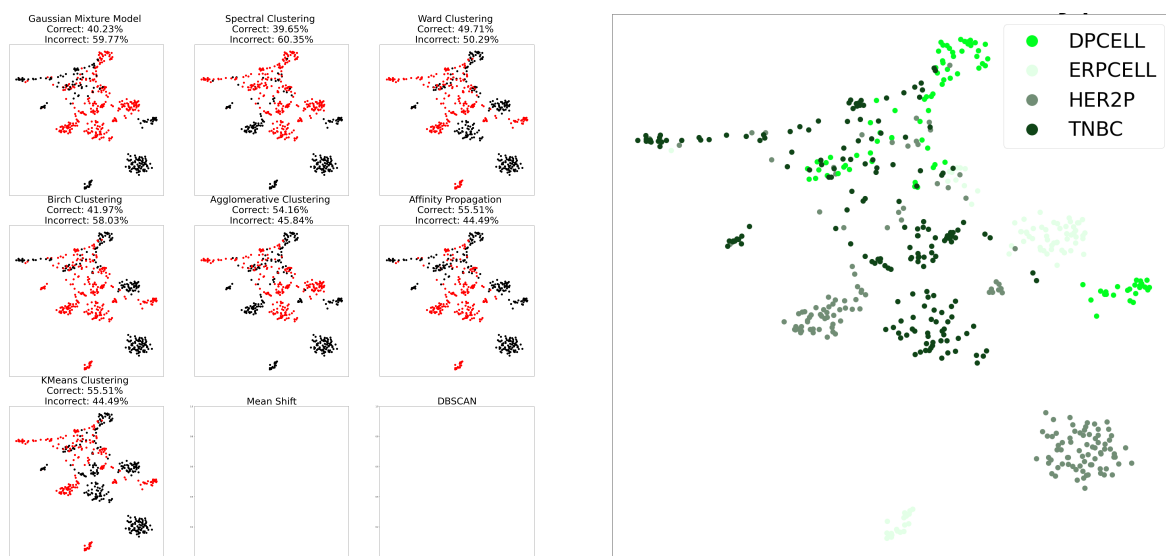 Gaussian Mixture Model
Correct: 40.23%
Incorrect: 59.77%
Spectral Clustering
Correct: 39.65%
Incorrect: 60.35%
Ward Clustering
Correct: 49.71%
Incorrect: 50.29%
Birch Clustering
Correct: 41.97%
Incorrect: 58.03%
Agglomerative Clustering
Correct: 54.16%
Incorrect: 45.84%
Affinity Propagation
Correct: 55.51%
Incorrect: 44.49%
KMeans Clustering
Correct: 55.51%
Incorrect: 44.49%
Mean Shift
DBSCAN
DPCELL
ERPCELL
HER2P
TNBC